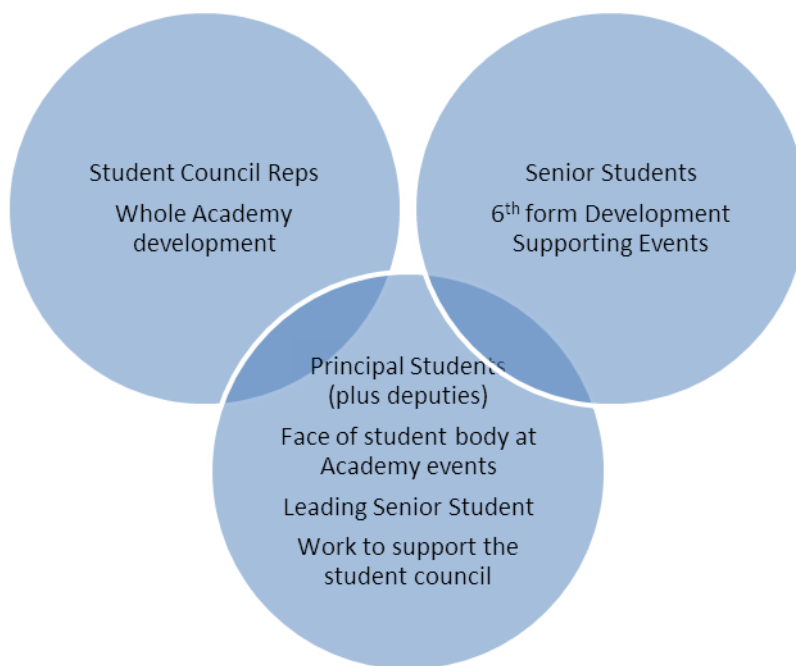 Student Council Reps
Whole Academy
development
Senior Students
6th form Development
Supporting Events
Principal Students
(plus deputies)
Face of student body at
Academy events
Leading Senior Student
Work to support the
student council